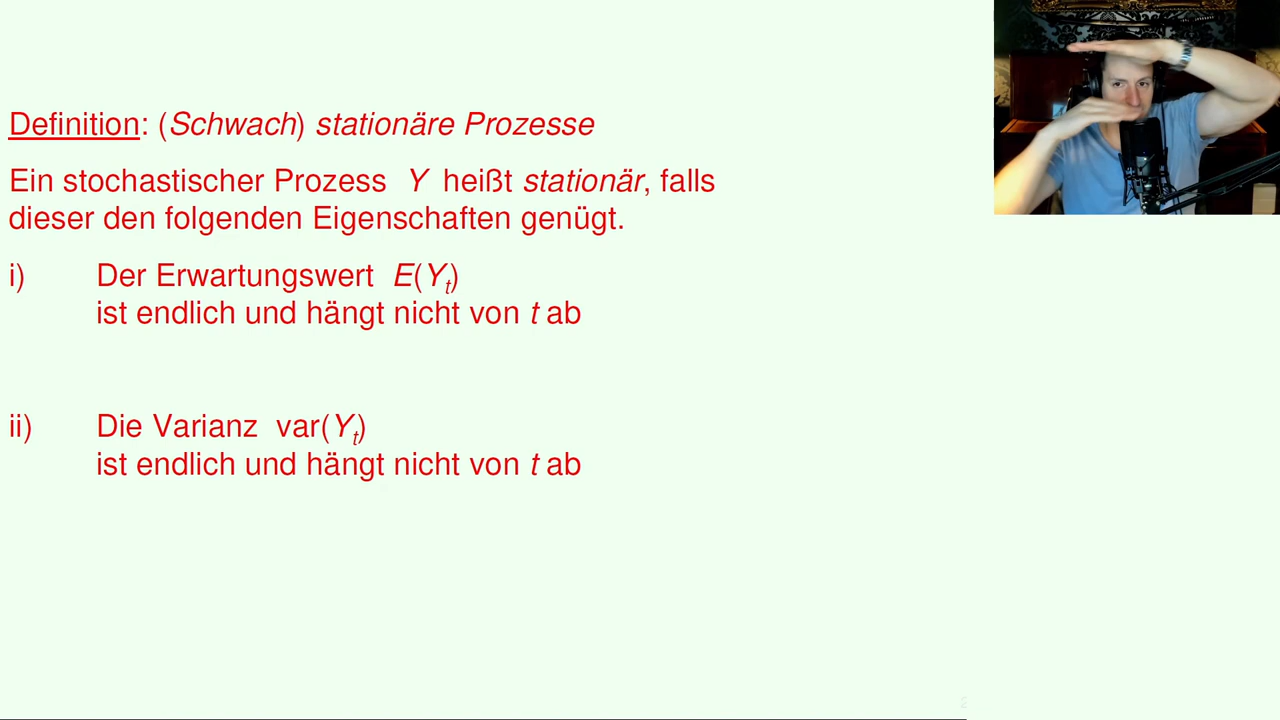 Definition: (Schwach) stationäre Prozesse
Ein stochastischer Prozess Y heißt stationär, falls
dieser den folgenden Eigenschaften genügt.
i) Der Erwartungswert E(Yt)
ist endlich und hängt nicht von t ab
ii) Die Varianz var(Yt)
ist endlich und hängt nicht von t ab